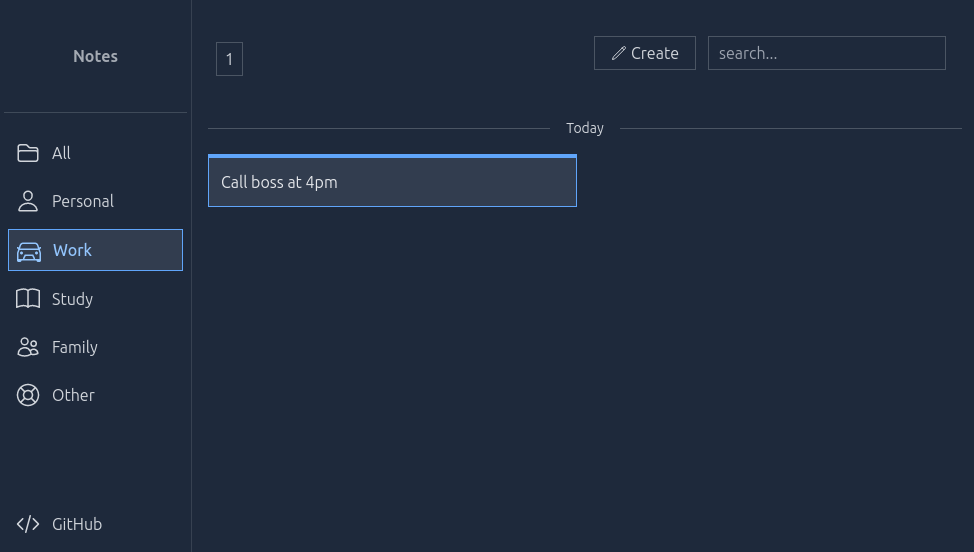 Notes
All
Personal
Work
Study
Family
Other
GitHub
1
Create
search...
Today
Call boss at 4pm